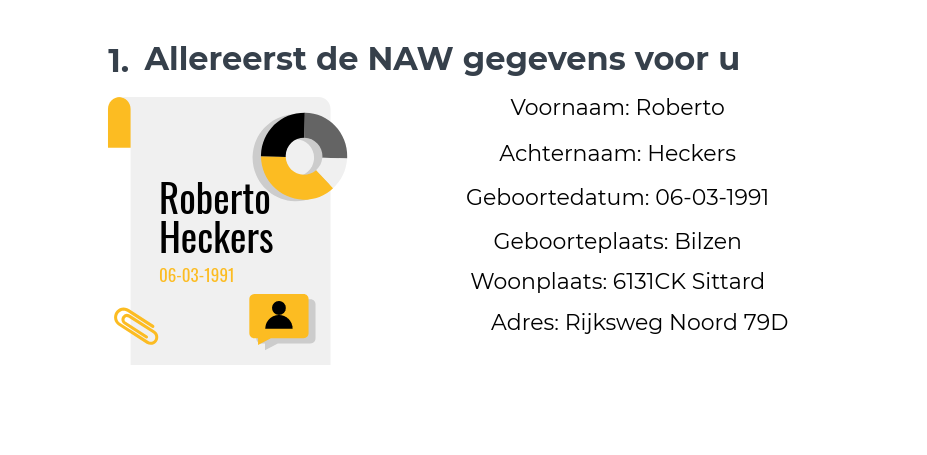 1. Allereerst de NAW gegevens voor u
Roberto
Heckers
06-03-1991
Voornaam: Roberto
Achternaam: Heckers
Geboortedatum: 06-03-1991
Geboorteplaats: Bilzen
Woonplaats: 6131CK Sittard
Adres: Rijksweg Noord 79D